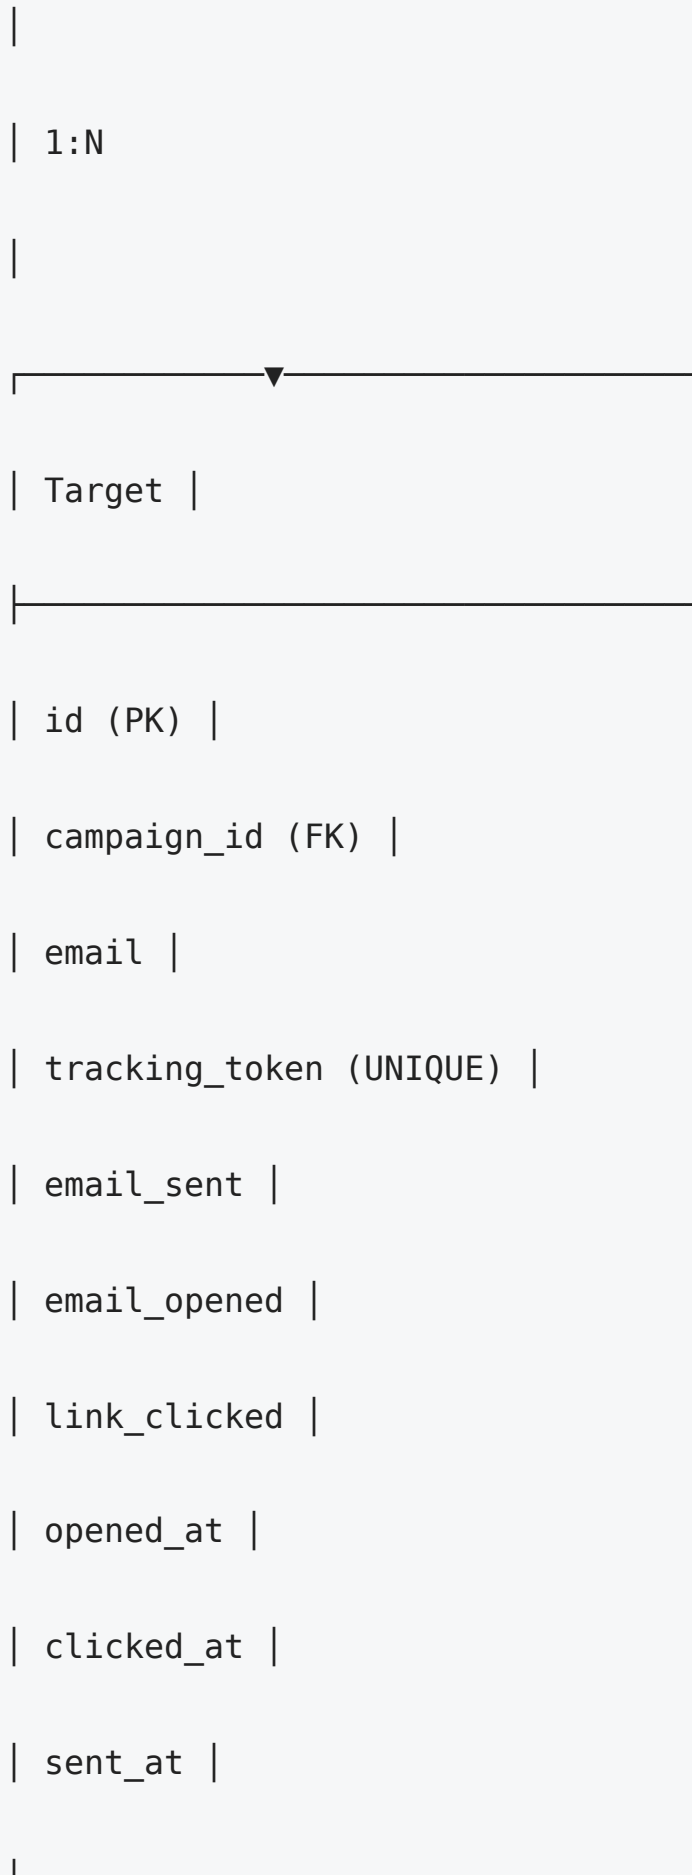 │
│ 1:N
│
┌────────────▼────────────────────
│ Target │
├─────────────────────────────────
│ id (PK) │
│ campaign_id (FK) │
│ email │
│ tracking_token (UNIQUE) │
│ email_sent │
│ email_opened │
│ link_clicked │
│ opened_at │
│ clicked_at │
│ sent_at │